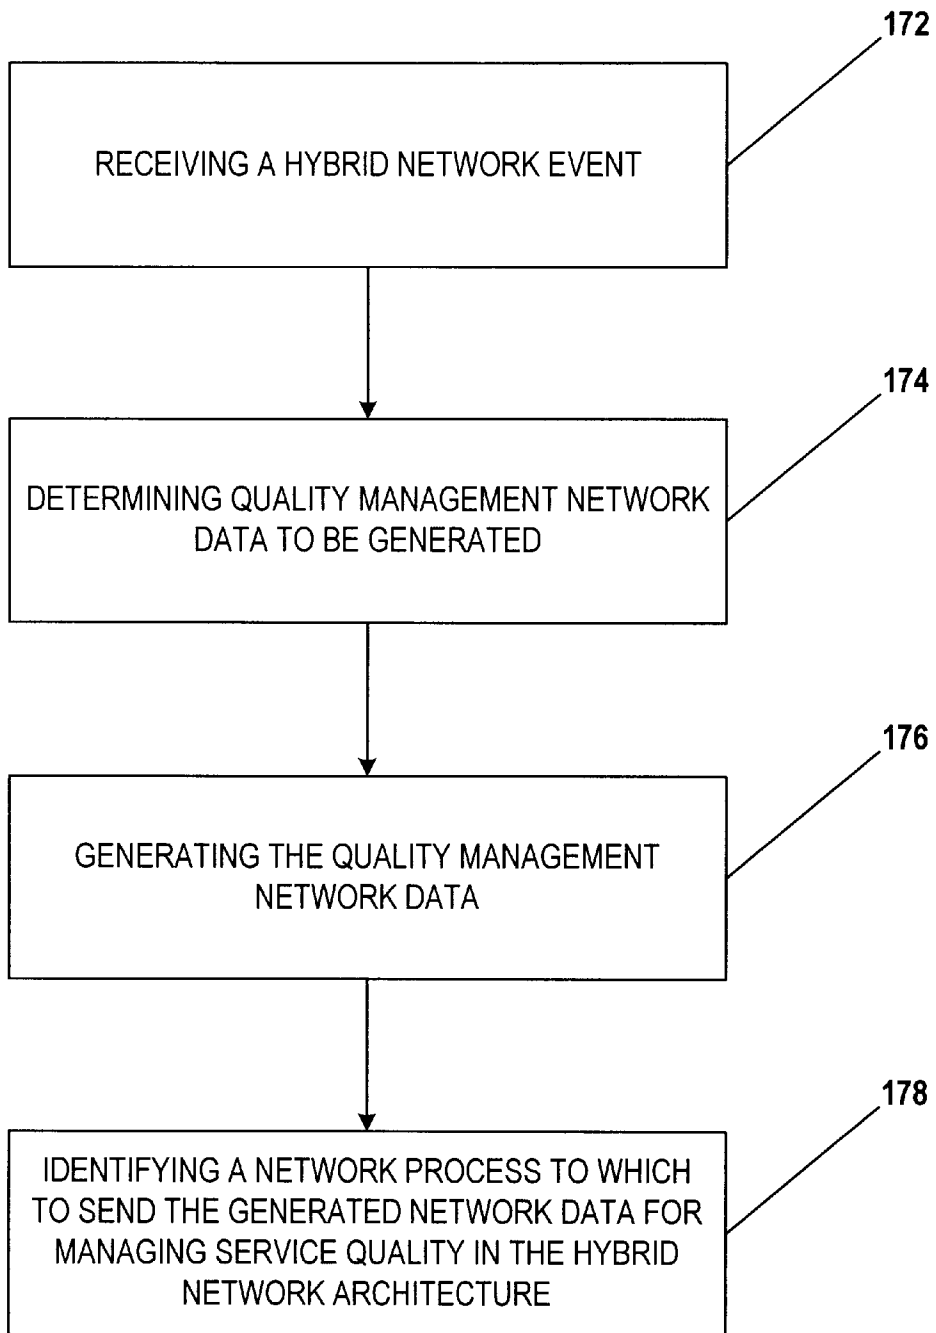 172
RECEIVING A HYBRID NETWORK EVENT
174
DETERMINING QUALITY MANAGEMENT NETWORK
DATA TO BE GENERATED
176
GENERATING THE QUALITY MANAGEMENT
NETWORK DATA
178
IDENTIFYING A NETWORK PROCESS TO WHICH
TO SEND THE GENERATED NETWORK DATA FOR
MANAGING SERVICE QUALITY IN THE HYBRID
NETWORK ARCHITECTURE